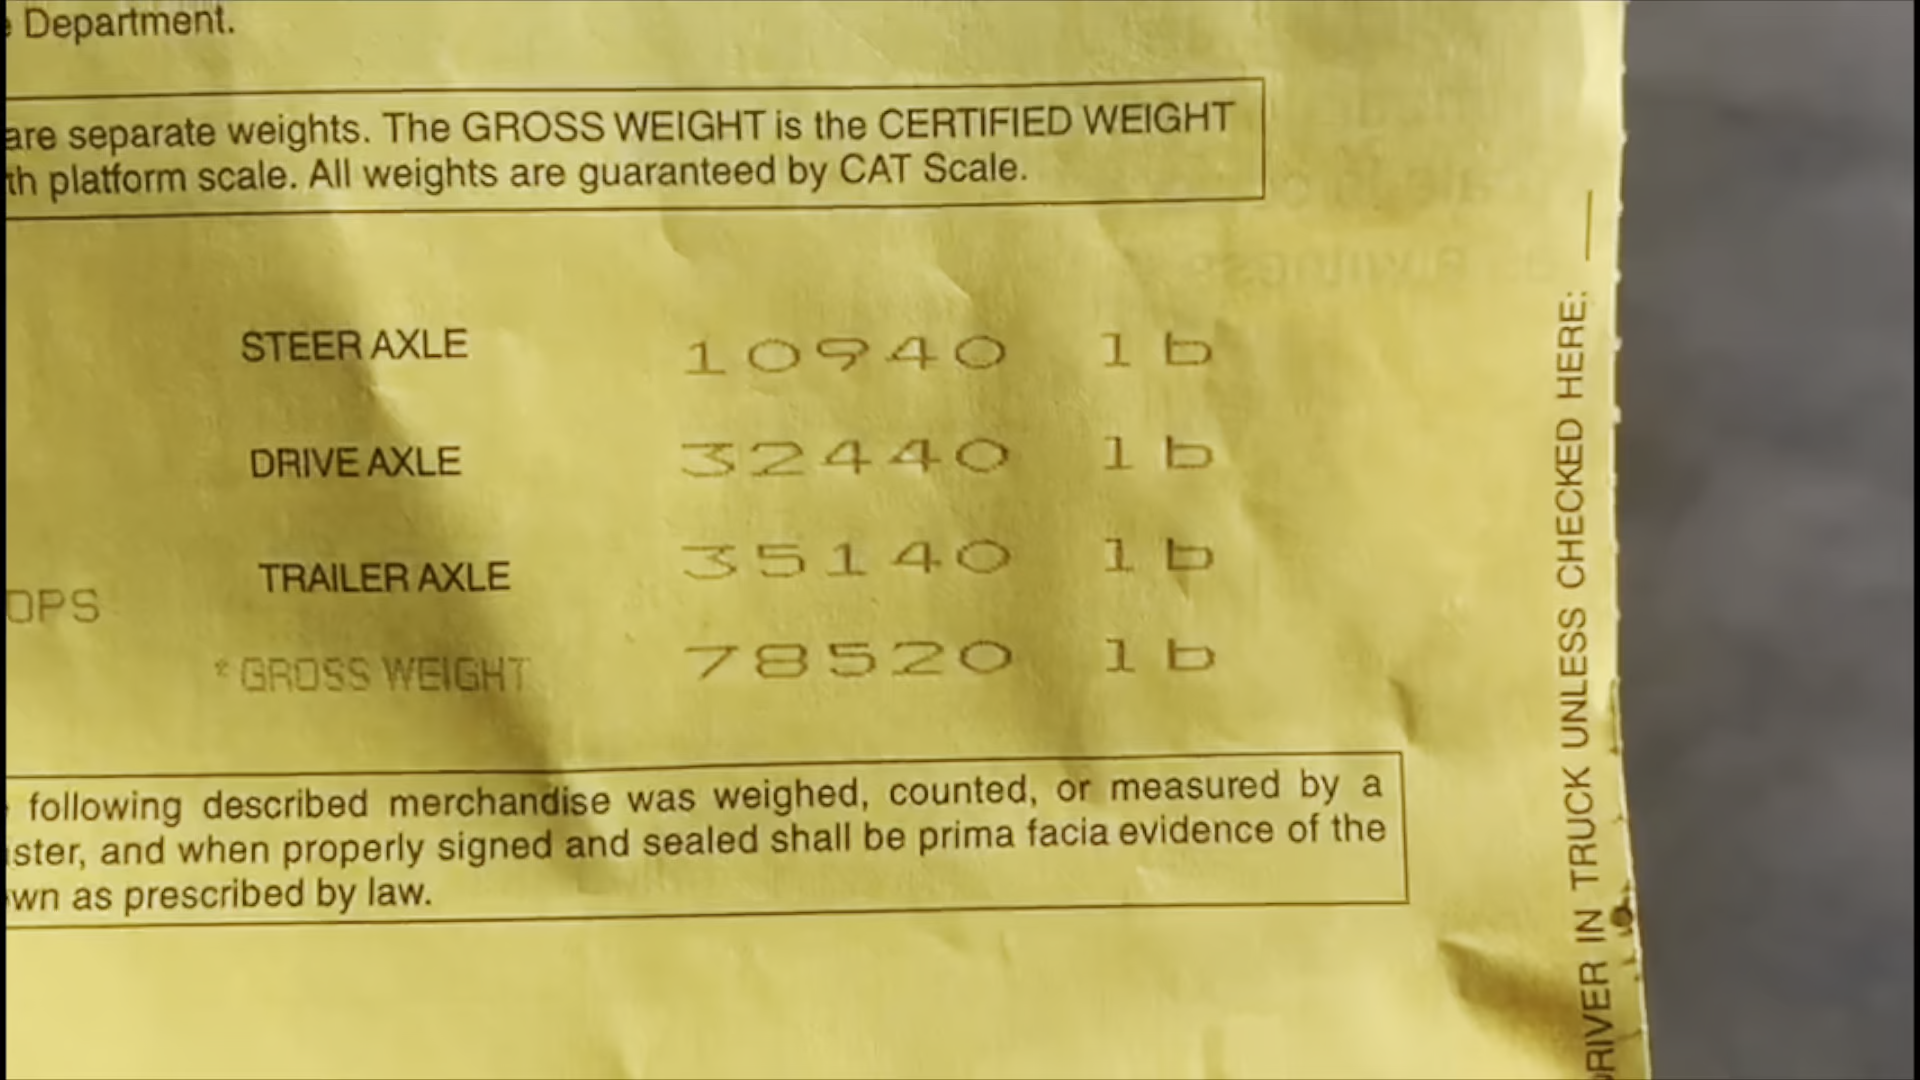 Department.
are separate weights. The GROSS WEIGHT is the CERTIFIED WEIGHT
th platform scale. All weights are guaranteed by CAT Scale.
STEER AXLE 10940 lb
DRIVE AXLE 32440 lb
TRAILER AXLE 35140 lb
OPS
*GROSS WEIGHT 78520 lb
following described merchandise was weighed, counted, or measured by a
ster, and when properly signed and sealed shall be prima facia evidence of the
wn as prescribed by law.
DRIVER IN TRUCK UNLESS CHECKED HERE: